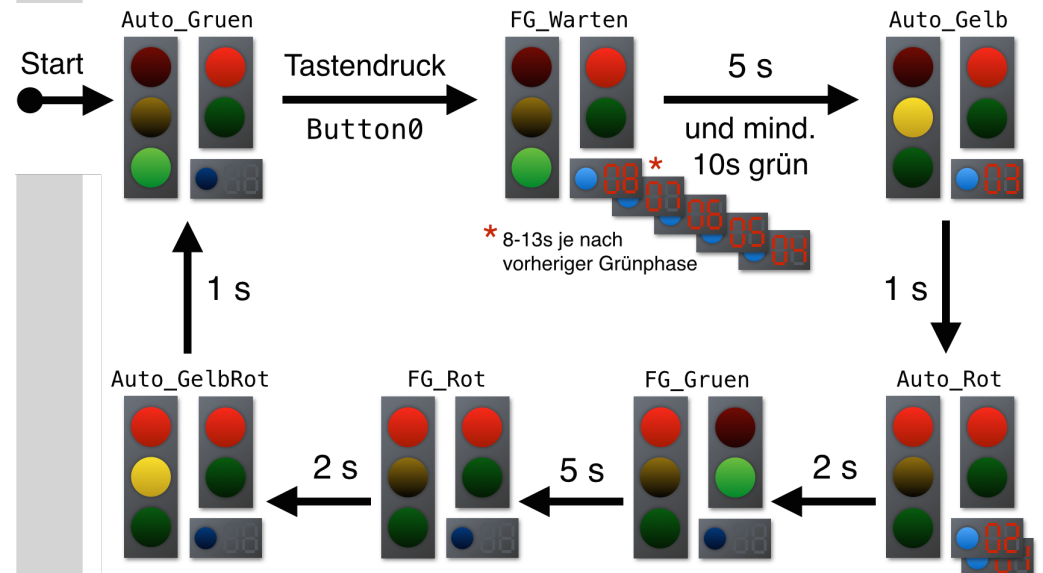 Auto_Gruen
FG_Warten
Auto_Gelb
Start
Tastendruck
Button0
5 s
und mind.
10s grün
08
*
07
06
05
04
03
* 8-13s je nach
vorheriger Grünphase
1 s
1 s
Auto_GelbRot
FG_Rot
FG_Gruen
Auto_Rot
2 s
5 s
2 s
02
01